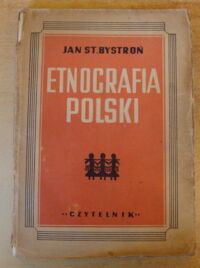 JAN ST. BYSTROŃ
ETNOGRAFIA
POLSKI
„CZYTELNIK”